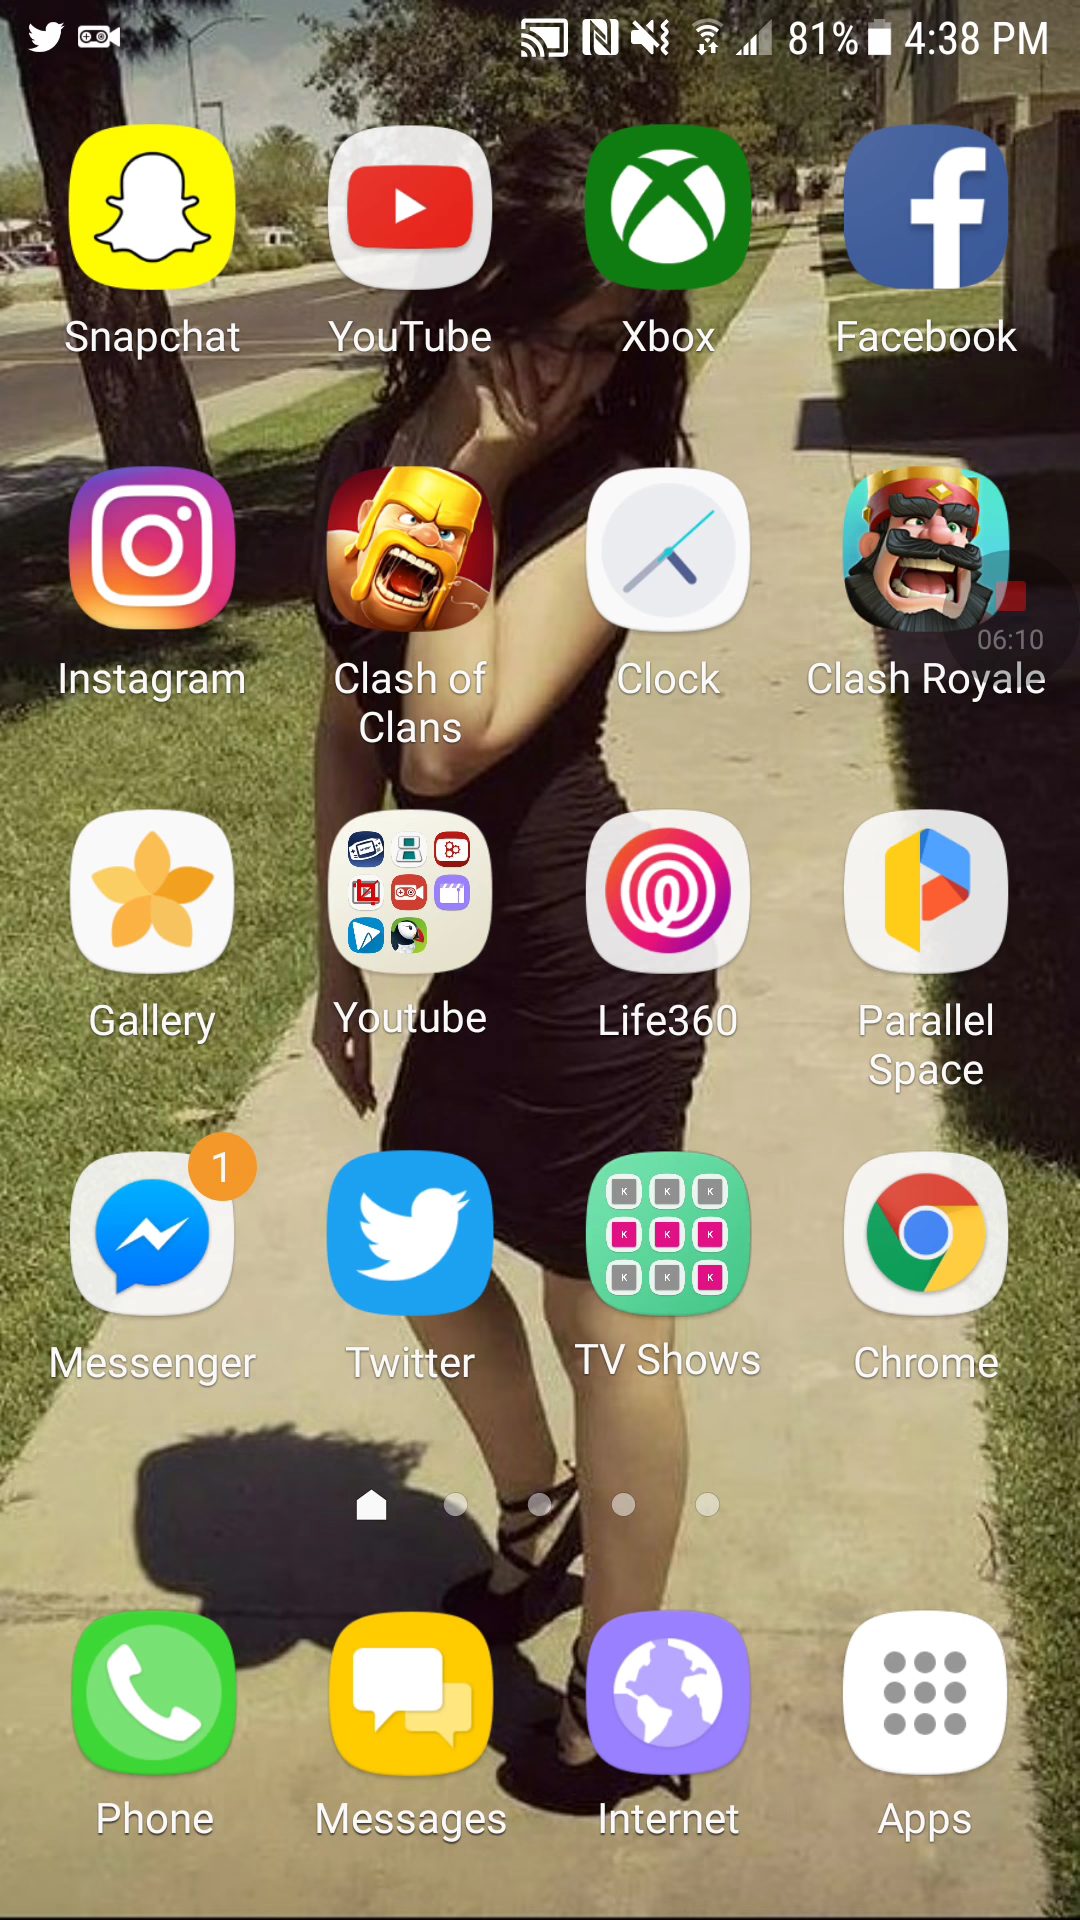 81% 4:38 PM
Snapchat YouTube Xbox Facebook
06:10
Instagram Clash of Clans Clock Clash Royale
Gallery Youtube Life360 Parallel Space
1
Messenger Twitter TV Shows Chrome
K K K
K K K
K K K
Phone Messages Internet Apps